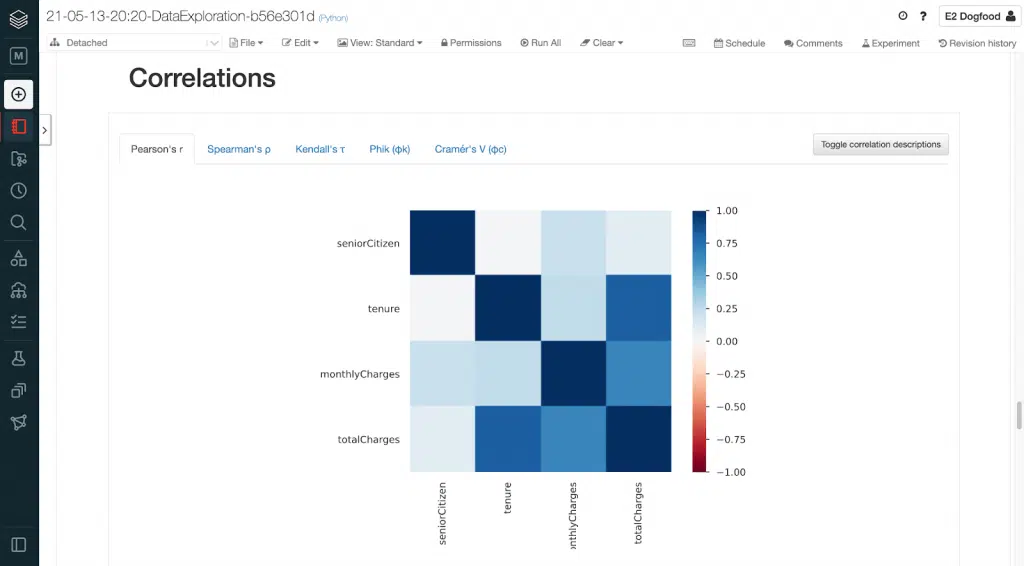 21-05-13-20:20-DataExploration-b56e301d (Python)
? E2 Dogfood
M Detached File Edit View: Standard Permissions Run All Clear Schedule Comments Experiment Revision history
Correlations
Pearson's r Spearman's ρ Kendall's τ Phik (φk) Cramér's V (φc) Toggle correlation descriptions
seniorCitizen
tenure
monthlyCharges
totalCharges
1.00
0.75
0.50
0.25
0.00
−0.25
−0.50
−0.75
−1.00
seniorCitizen
tenure
nthlyCharges
totalCharges